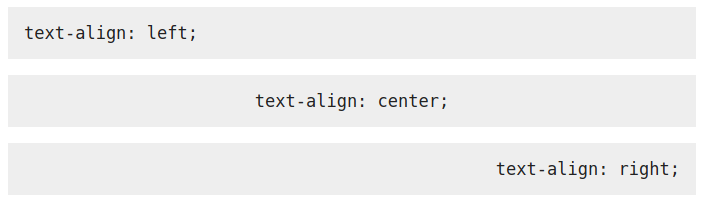 text-align: left;
text-align: center;
text-align: right;